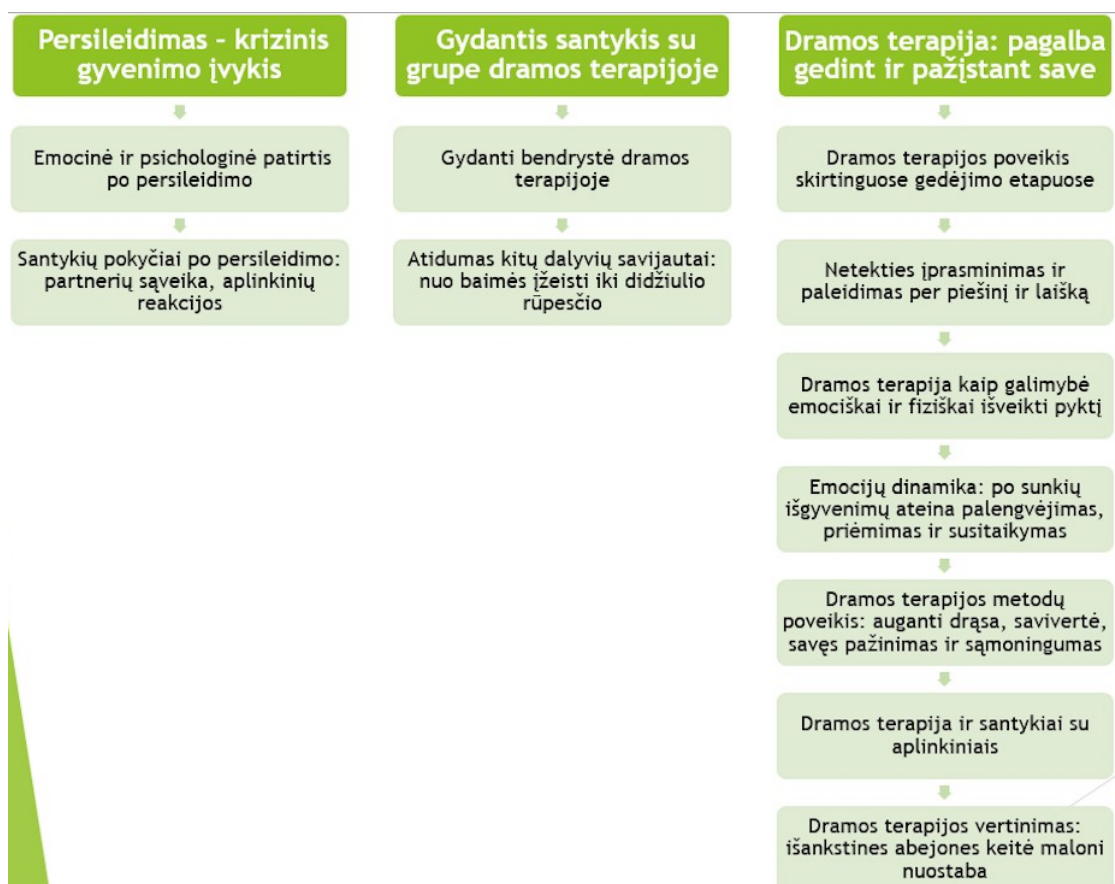 Persileidimas – krizinis
gyvenimo įvykis
Emocinė ir psichologinė patirtis
po persileidimo
Santykių pokyčiai po persileidimo:
partnerių sąveika, aplinkinių
reakcijos
Gydantis santykis su
grupe dramos terapijoje
Gydanti bendrystė dramos
terapijoje
Atidumas kitų dalyvių savijautai:
nuo baimės įžeisti iki didžiulio
rūpesčio
Dramos terapija: pagalba
gedint ir pažįstant save
Dramos terapijos poveikis
skirtinguose gedėjimo etapuose
Netekties įprasminimas ir
paleidimas per piešinį ir laišką
Dramos terapija kaip galimybė
emociškai ir fiziškai išveikti pyktį
Emocijų dinamika: po sunkių
išgyvenimų ateina palengvėjimas,
priėmimas ir susitaikymas
Dramos terapijos metodų
poveikis: auganti drąsa, savivertė,
savęs pažinimas ir sąmoningumas
Dramos terapija ir santykiai su
aplinkiniais
Dramos terapijos vertinimas:
išankstines abejones keitė maloni
nuostaba